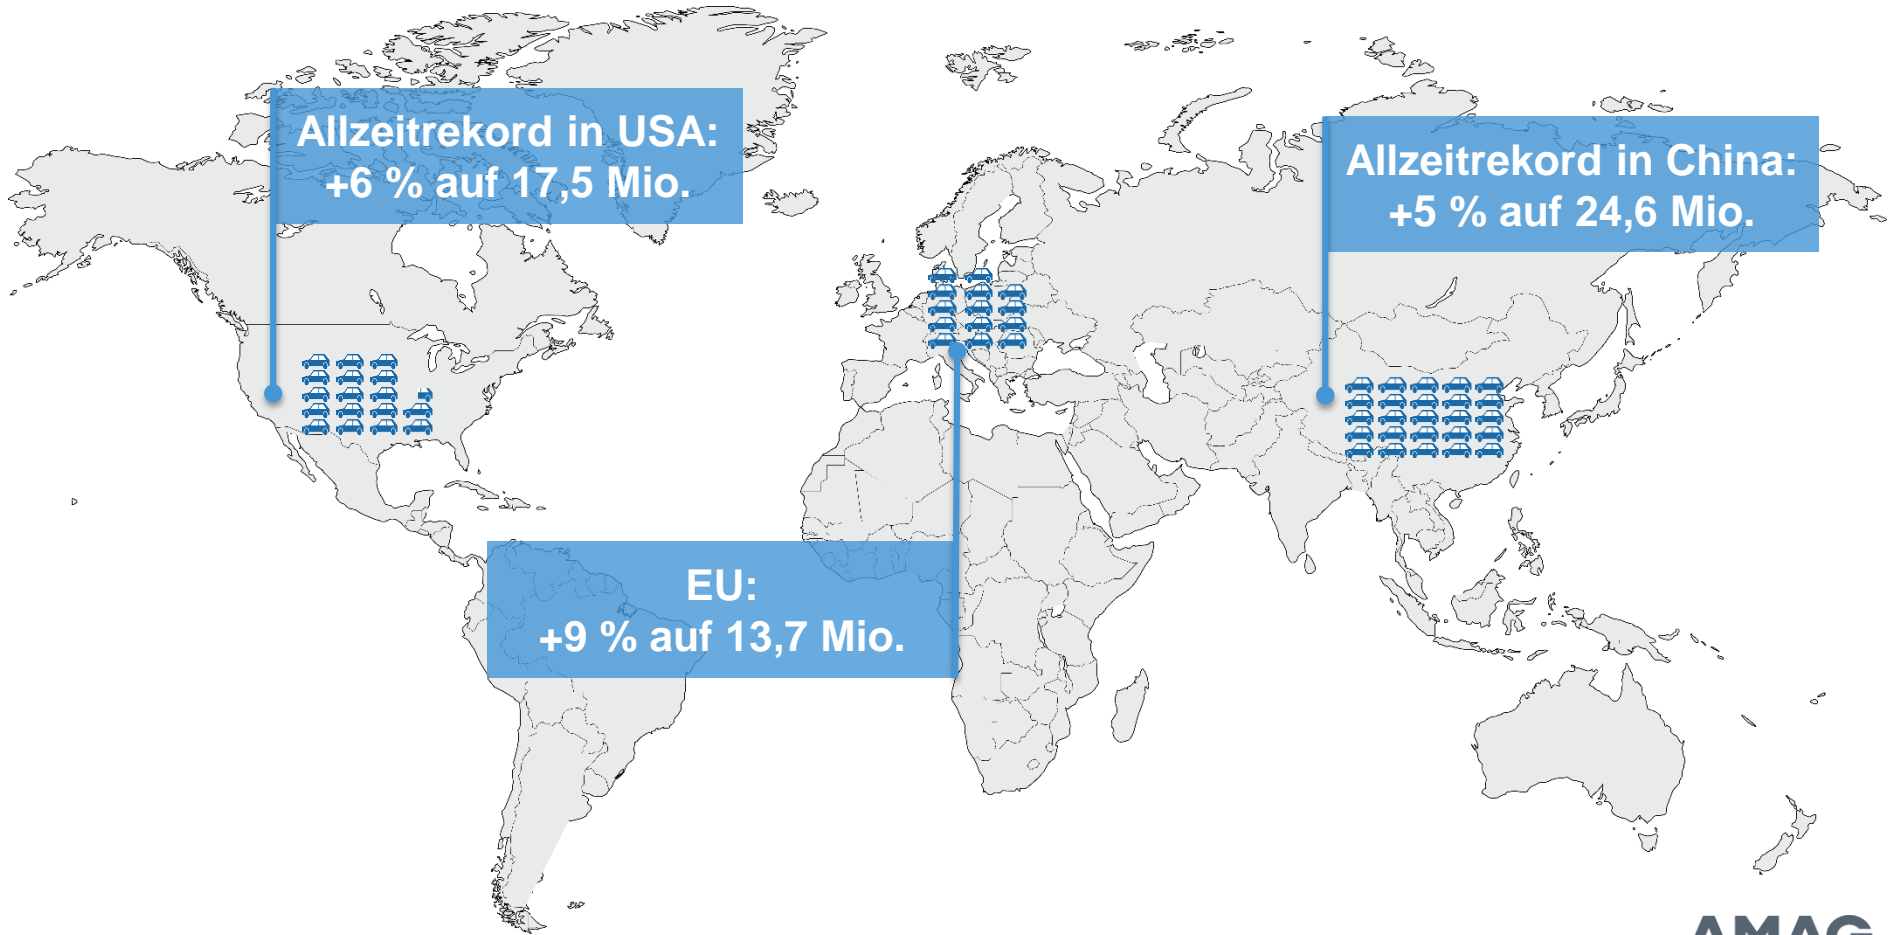 Allzeitrekord in USA:
+6 % auf 17,5 Mio.
Allzeitrekord in China:
+5 % auf 24,6 Mio.
EU:
+9 % auf 13,7 Mio.
AMAG